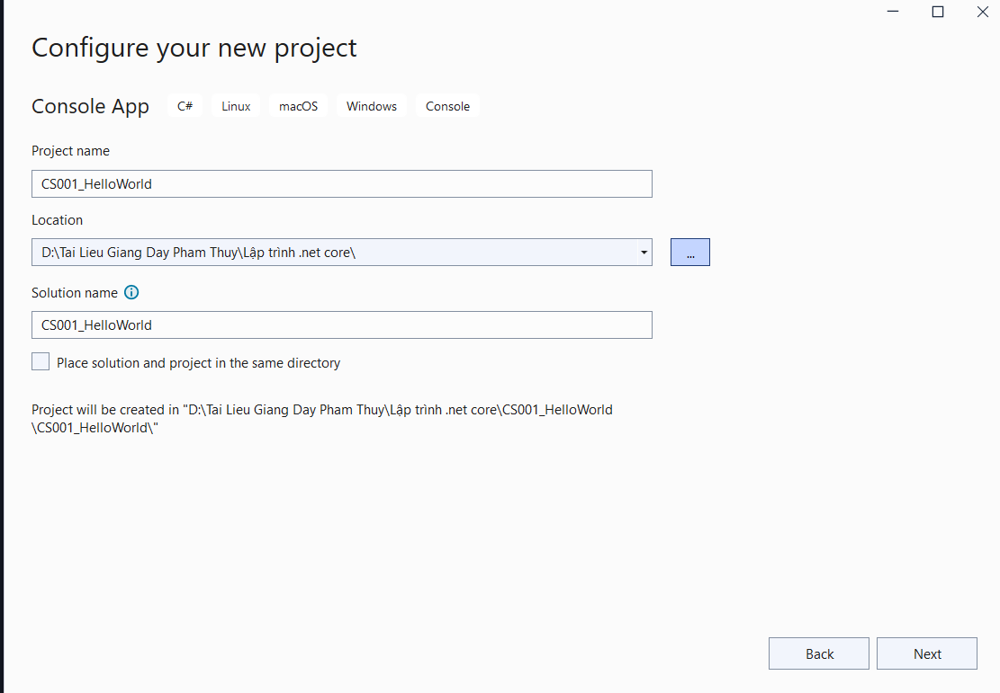 Configure your new project
Console App C# Linux macOS Windows Console
Project name
CS001_HelloWorld
Location
D:\Tai Lieu Giang Day Pham Thuy\Lập trình .net core\
...
Solution name
CS001_HelloWorld
Place solution and project in the same directory
Project will be created in "D:\Tai Lieu Giang Day Pham Thuy\Lập trình .net core\CS001_HelloWorld
\CS001_HelloWorld\"
Back Next